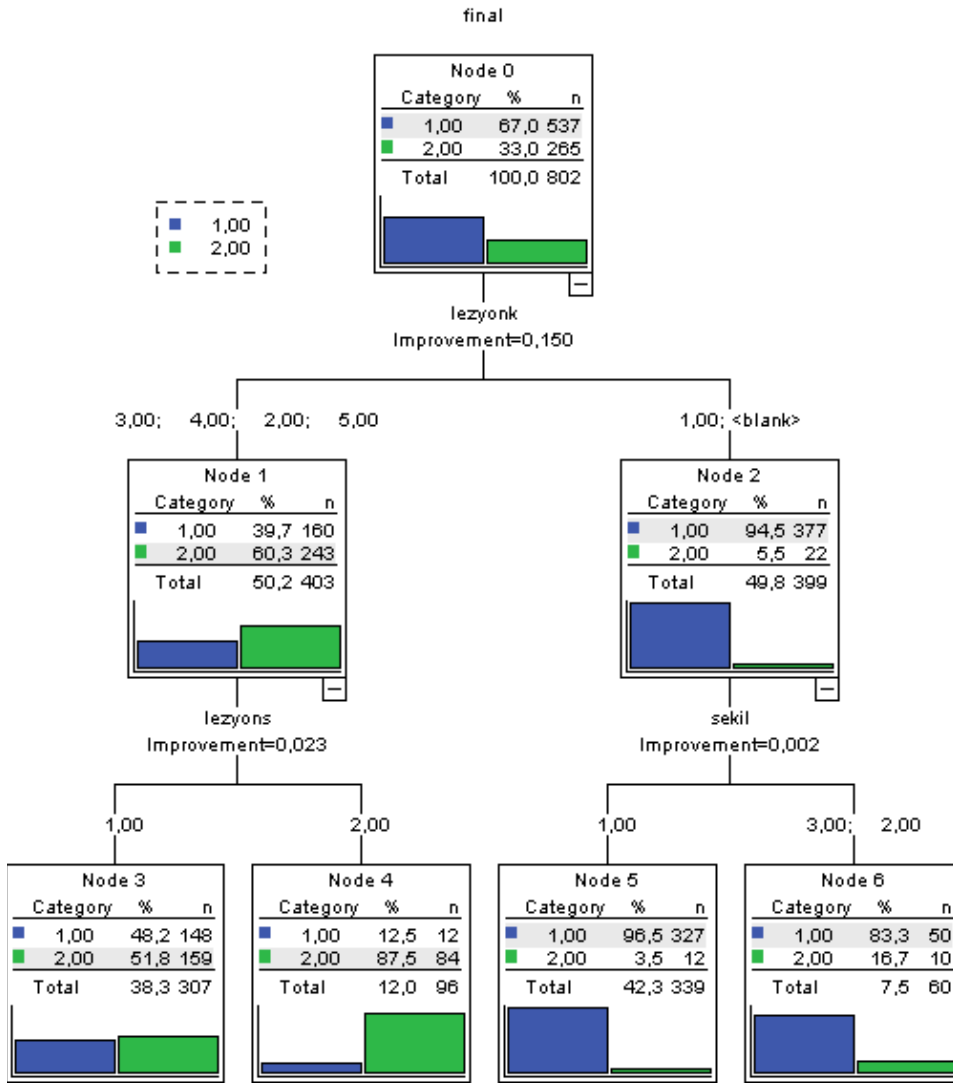 final
Node 0
Category % n
1,00 67,0 537
2,00 33,0 265
Total 100,0 802
1,00
2,00
lezyonk
Improvement=0,150
3,00; 4,00; 2,00; 5,00
1,00; <blank>
Node 1
Category % n
1,00 39,7 160
2,00 60,3 243
Total 50,2 403
Node 2
Category % n
1,00 94,5 377
2,00 5,5 22
Total 49,8 399
lezyons
Improvement=0,023
sekil
Improvement=0,002
1,00
2,00
1,00
3,00; 2,00
Node 3
Category % n
1,00 48,2 148
2,00 51,8 159
Total 38,3 307
Node 4
Category % n
1,00 12,5 12
2,00 87,5 84
Total 12,0 96
Node 5
Category % n
1,00 96,5 327
2,00 3,5 12
Total 42,3 339
Node 6
Category % n
1,00 83,3 50
2,00 16,7 10
Total 7,5 60